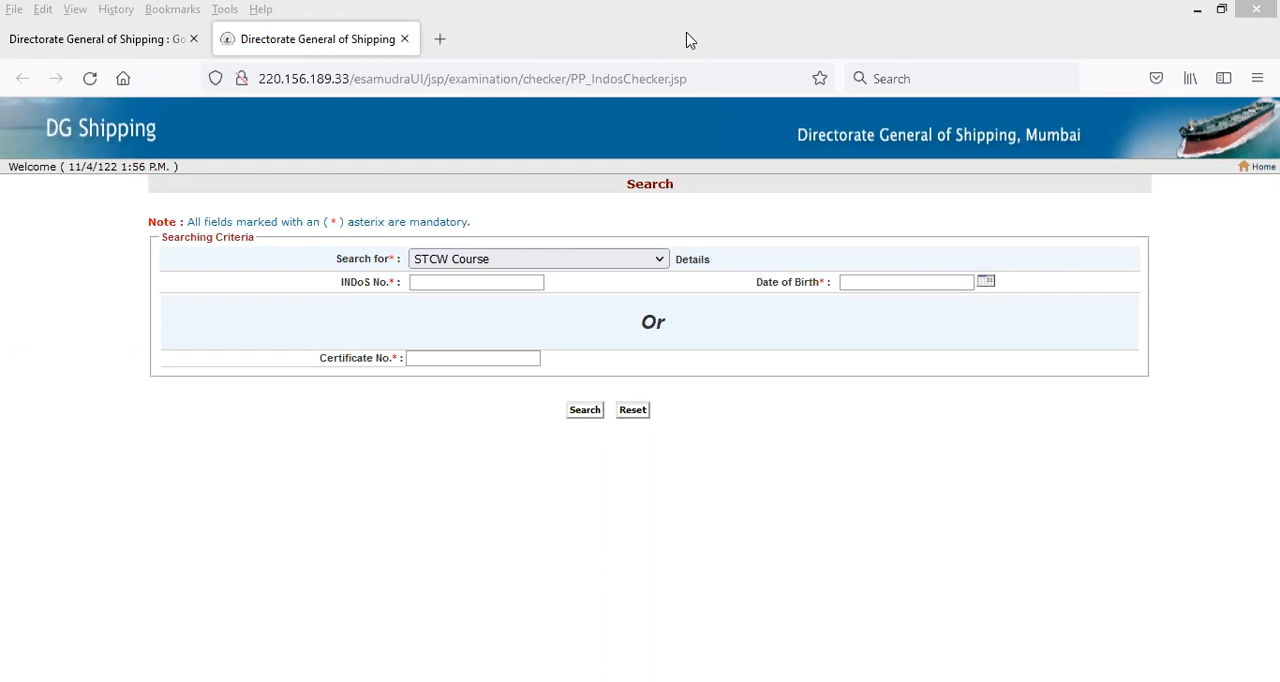 File Edit View History Bookmarks Tools Help
Directorate General of Shipping : Go
Directorate General of Shipping
220.156.189.33/esamudraUI/jsp/examination/checker/PP_IndosChecker.jsp
Search
DG Shipping
Directorate General of Shipping, Mumbai
Welcome ( 11/4/122 1:56 P.M. )
Home
Search
Note : All fields marked with an ( * ) asterix are mandatory.
Searching Criteria
Search for* : STCW Course Details
INDoS No.* : Date of Birth* :
Or
Certificate No.* :
Search Reset